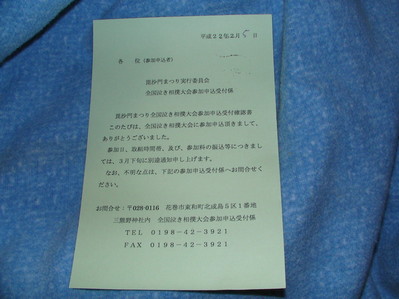 平成22年2月5日
各位（参加申込者）
毘沙門まつり実行委員会
全国泣き相撲大会参加申込受付係
毘沙門まつり全国泣き相撲大会参加申込受付確認書
このたびは、全国泣き相撲大会に参加申込頂きまして、
ありがとうございました。
参加日、取組時間帯、及び、参加料の振込等につきまし
ては、3月下旬に別途通知申し上げます。
なお、不明な点は、下記の参加申込受付係へお問合せくだ
さい。
お問合せ：〒028-0116 花巻市東和町北成島5区1番地
三熊野神社内 全国泣き相撲大会参加申込受付係
TEL 0198-42-3921
FAX 0198-42-3921